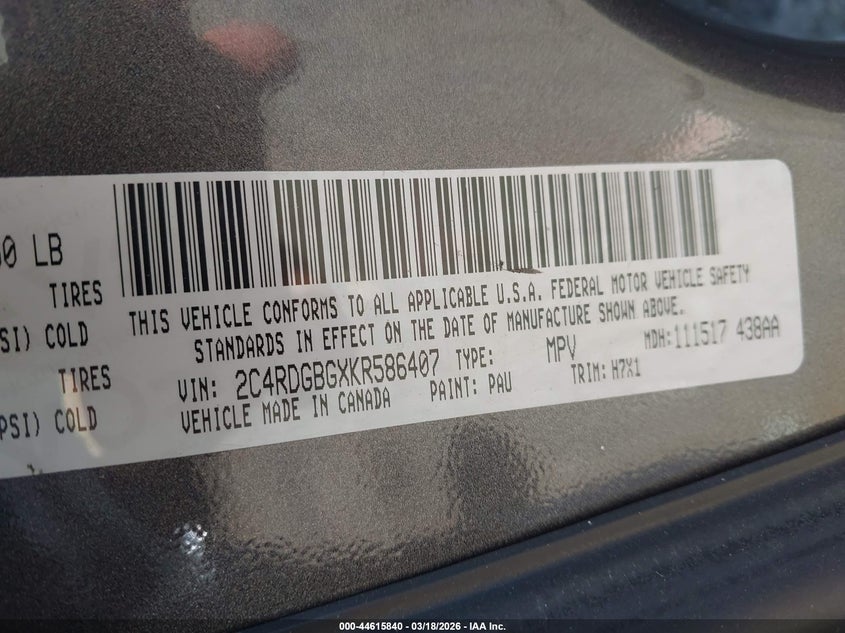 60 LB
TIRES
SI) COLD
PSI) COLD
THIS VEHICLE CONFORMS TO ALL APPLICABLE U.S.A. FEDERAL MOTOR VEHICLE SAFETY
STANDARDS IN EFFECT ON THE DATE OF MANUFACTURE SHOWN ABOVE.
VIN: 2C4RDGBGXKR586407 TYPE: MPV MDH: 111517 438AA
VEHICLE MADE IN CANADA PAINT: PAU TRIM: H7X1
000-44615840 | 03/18/2026 | IAA Inc.